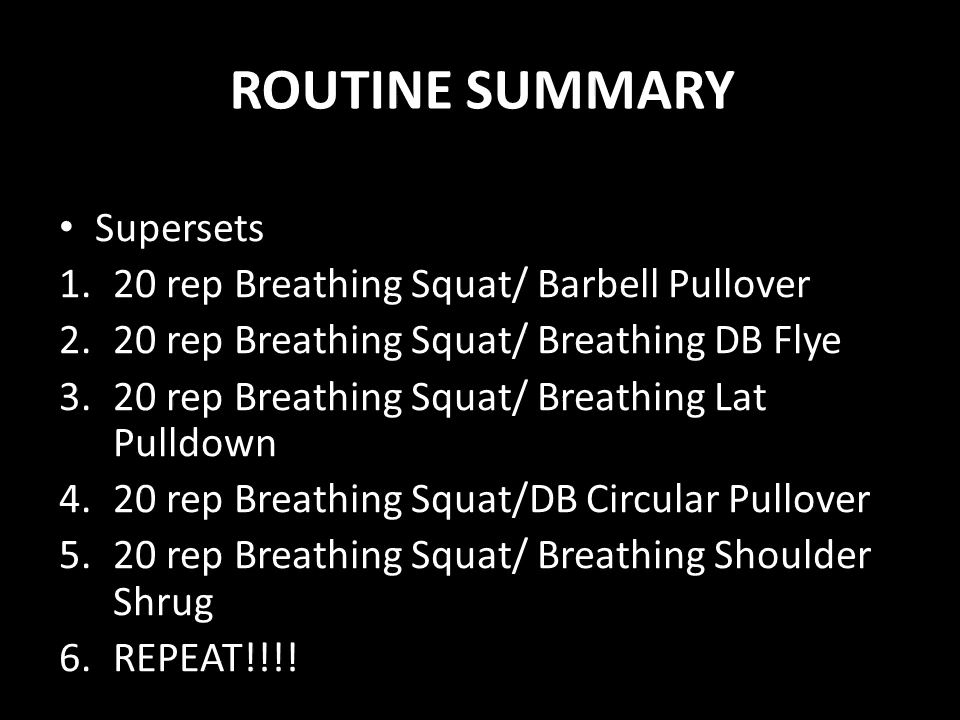 ROUTINE SUMMARY
• Supersets
1. 20 rep Breathing Squat/ Barbell Pullover
2. 20 rep Breathing Squat/ Breathing DB Flye
3. 20 rep Breathing Squat/ Breathing Lat
Pulldown
4. 20 rep Breathing Squat/DB Circular Pullover
5. 20 rep Breathing Squat/ Breathing Shoulder
Shrug
6. REPEAT!!!!